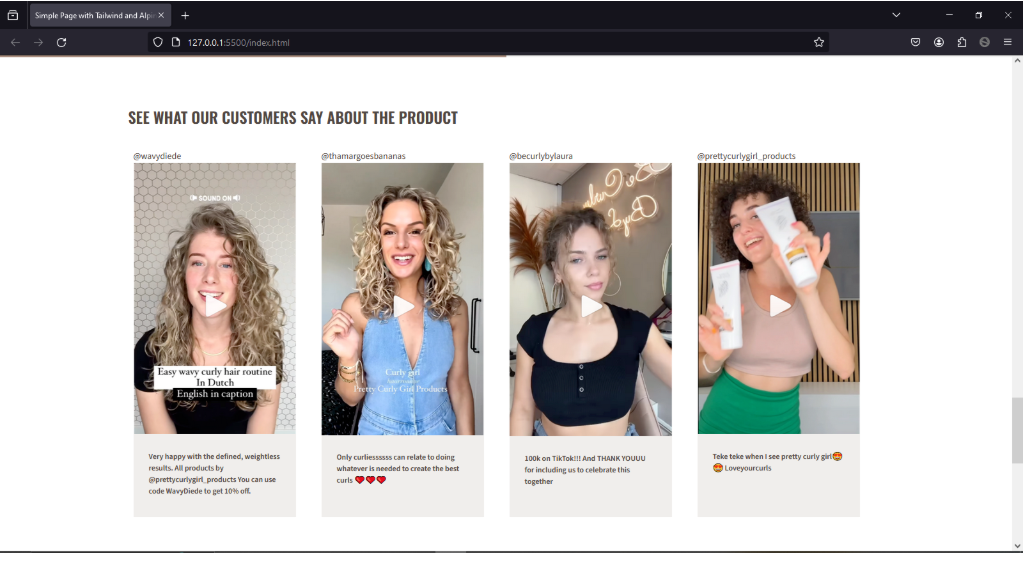 Simple Page with Tailwind and Alpi
127.0.0.1:5500/index.html
SEE WHAT OUR CUSTOMERS SAY ABOUT THE PRODUCT
@wavydiede
@thamargoesbananas
@becurlybylaura
@prettycurlygirl_products
SOUND ON
Easy wavy curly hair routine
In Dutch
English in caption
Curly girl
Pretty Curly Girl Products
Very happy with the defined, weightless
results. All products by
@prettycurlygirl_products You can use
code WavyDiede to get 10% off.
Only curliessssss can relate to doing
whatever is needed to create the best
curls ❤❤❤
100k on TikTok!!! And THANK YOUUU
for including us to celebrate this
together
Teke teke when I see pretty curly girl🥰
🥰 Loveyourcurls